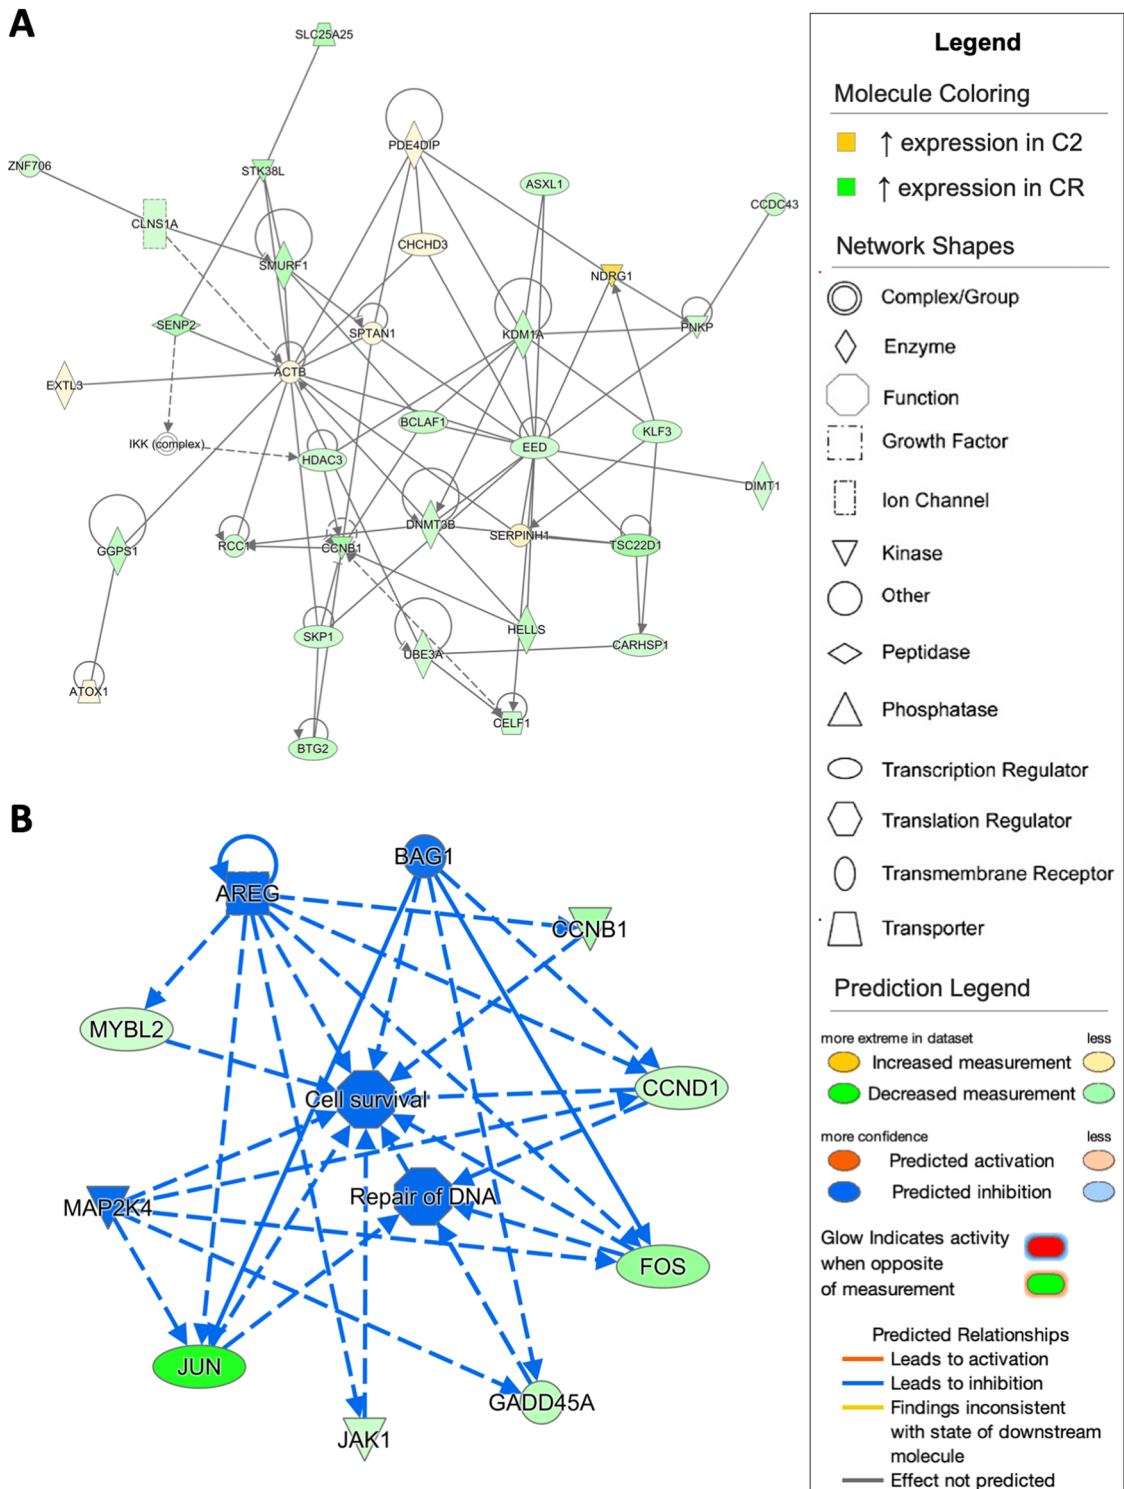 A
SLC25A25
PDE4DIP
ZNF706
STK38L
ASXL1
CCDC43
CLNS1A
CHCHD3
SMURF1
NDRG1
SENP2
SPTAN1
KDM1A
PNKP
ACTB
EXTL3
BCLAF1
KLF3
IKK (complex)
HDAC3
EED
DIMT1
GGPS1
RCC1
CCNB1
DNMT3B
SERPINH1
TSC22D1
SKP1
UBE3A
HELLS
CARHSP1
ATOX1
CELF1
BTG2
B
AREG
BAG1
CCNB1
MYBL2
Cell survival
CCND1
MAP2K4
Repair of DNA
FOS
JUN
GADD45A
JAK1
Legend
Molecule Coloring
↑ expression in C2
↑ expression in CR
Network Shapes
Complex/Group
Enzyme
Function
Growth Factor
Ion Channel
Kinase
Other
Peptidase
Phosphatase
Transcription Regulator
Translation Regulator
Transmembrane Receptor
Transporter
Prediction Legend
more extreme in dataset less
Increased measurement
Decreased measurement
more confidence less
Predicted activation
Predicted inhibition
Glow Indicates activity
when opposite
of measurement
Predicted Relationships
Leads to activation
Leads to inhibition
Findings inconsistent
with state of downstream
molecule
Effect not predicted